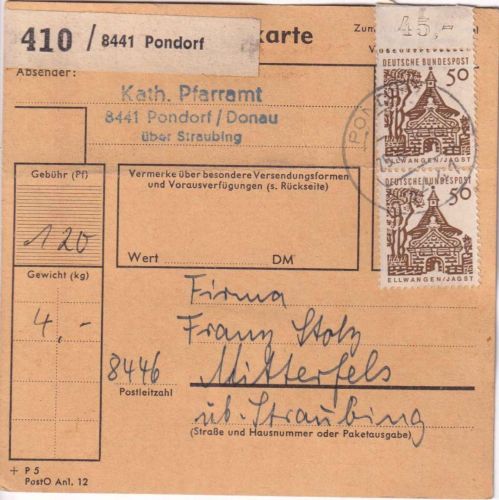 410 / 8441 Pondorf
karte
45,-
Absender:
Kath. Pfarramt
8441 Pondorf / Donau
über Straubing
DEUTSCHE BUNDESPOST
50
ELLWANGEN/JAGST
DEUTSCHE BUNDESPOST
50
ELLWANGEN/JAGST
Gebühr (Pf)
120
Vermerke über besondere Versendungsformen
und Vorausverfügungen (s. Rückseite)
Wert DM
Gewicht (kg)
4,-
Firma
Franz Stolz
8446 Mitterfels
Postleitzahl
üb. Straubing
(Straße und Hausnummer oder Paketausgabe)
+ P 5
PostO Anl. 12